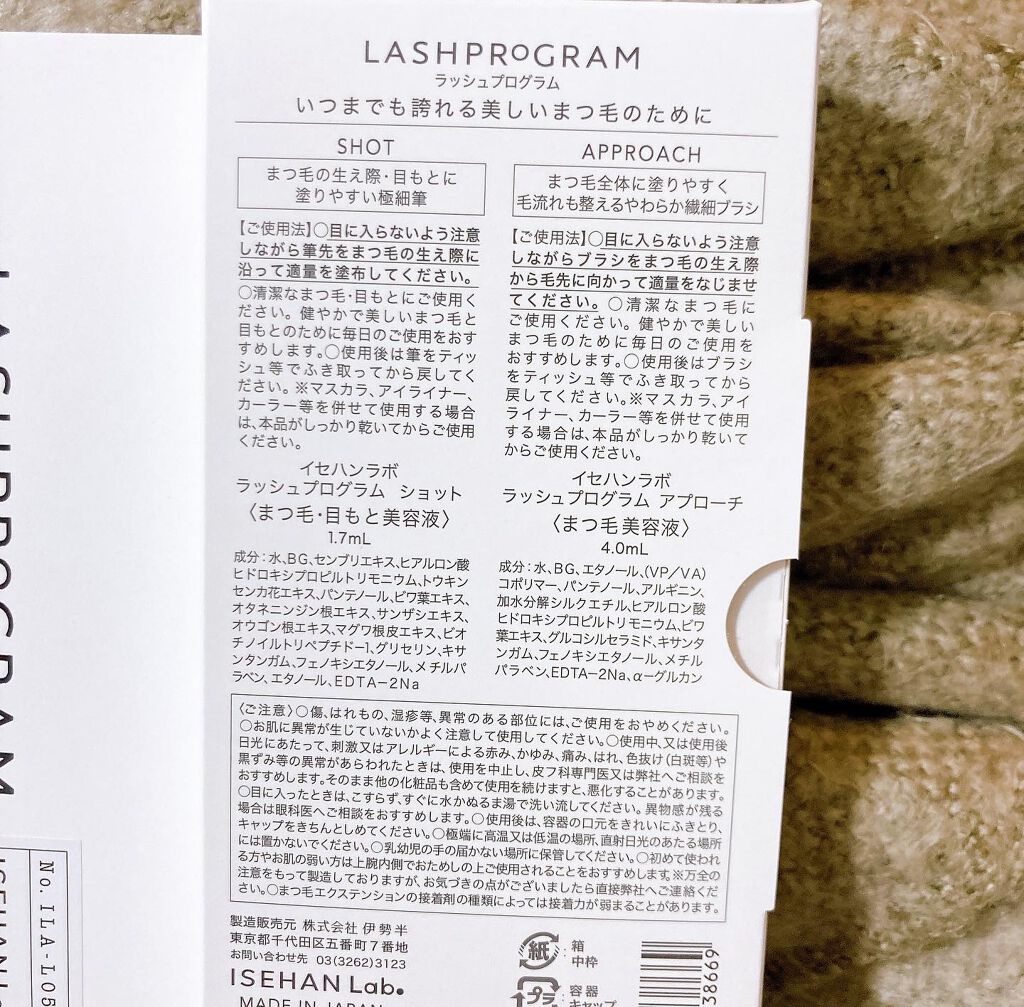 LASHPROGRAM
ラッシュプログラム
いつまでも誇れる美しいまつ毛のために
SHOT
まつ毛の生え際・目もとに
塗りやすい極細筆
【ご使用法】○目に入らないよう注意
しながら筆先をまつ毛の生え際に
沿って適量を塗布してください。
○清潔なまつ毛・目もとにご使用く
ださい。健やかで美しいまつ毛と
目もとのために毎日のご使用をおす
すめします。○使用後は筆をティッ
シュ等でふき取ってから戻してく
ださい。※マスカラ、アイライナー、
カーラー等を併せて使用する場合
は、本品がしっかり乾いてからご使用
ください。
イセハンラボ
ラッシュプログラム ショット
〈まつ毛・目もと美容液〉
1.7mL
成分：水、BG、センブリエキス、ヒアルロン酸
ヒドロキシプロピルトリモニウム、トウキン
センカ花エキス、パンテノール、ビワ葉エキス、
オタネニンジン根エキス、サンザシエキス、
オウゴン根エキス、マグワ根皮エキス、ビオ
チノイルトリペプチド-1、グリセリン、キサ
ンタンガム、フェノキシエタノール、メチルパ
ラベン、エタノール、EDTA-2Na
APPROACH
まつ毛全体に塗りやすく
毛流れも整えるやわらか繊細ブラシ
【ご使用法】○目に入らないよう注意
しながらブラシをまつ毛の生え際
から毛先に向かって適量をなじませ
てください。○清潔なまつ毛に
ご使用ください。健やかで美しい
まつ毛のために毎日のご使用を
おすすめします。○使用後はブラシ
をティッシュ等でふき取ってから
戻してください。※マスカラ、アイ
ライナー、カーラー等を併せて使用
する場合は、本品がしっかり乾いて
からご使用ください。
イセハンラボ
ラッシュプログラム アプローチ
〈まつ毛美容液〉
4.0mL
成分：水、BG、エタノール、(VP／VA)
コポリマー、パンテノール、アルギニン、
加水分解シルクエチル、ヒアルロン酸
ヒドロキシプロピルトリモニウム、ビワ
葉エキス、グルコシルセラミド、キサンタ
ンガム、フェノキシエタノール、メチル
パラベン、EDTA-2Na、α-グルカン
〈ご注意〉○傷、はれもの、湿疹等、異常のある部位には、ご使用をおやめください。
○お肌に異常が生じていないかよく注意して使用してください。○使用中、又は使用後
日光にあたって、刺激又はアレルギーによる赤み、かゆみ、痛み、はれ、色抜け(白斑等)や
黒ずみ等の異常があらわれたときは、使用を中止し、皮フ科専門医又は弊社へご相談を
おすすめします。そのまま他の化粧品も含めて使用を続けますと、悪化することがあります。
○目に入ったときは、こすらず、すぐに水かぬるま湯で洗い流してください。異物感が残る
場合は眼科医へご相談をおすすめします。○使用後は、容器の口元をきれいにふきとり、
キャップをきちんとしめてください。○極端に高温又は低温の場所、直射日光のあたる場所
には置かないでください。○乳幼児の手の届かない場所に保管してください。○初めて使われ
る方やお肌の弱い方は上腕内側でおためしの上ご使用されることをおすすめします。※万全の
注意をもって製造しておりますが、お気づきの点がございましたら直接弊社へご連絡くだ
さい。○まつ毛エクステンションの接着剤の種類によっては接着力が弱まることがあります。
製造販売元 株式会社 伊勢半
東京都千代田区五番町7番地
お問い合わせ先 03(3262)3123
ISEHAN Lab.
MADE IN JAPAN
紙
箱
中枠
プラ
容器
キャップ
38669
LASHPROGRAM
No. ILA-L05
ISEHAN